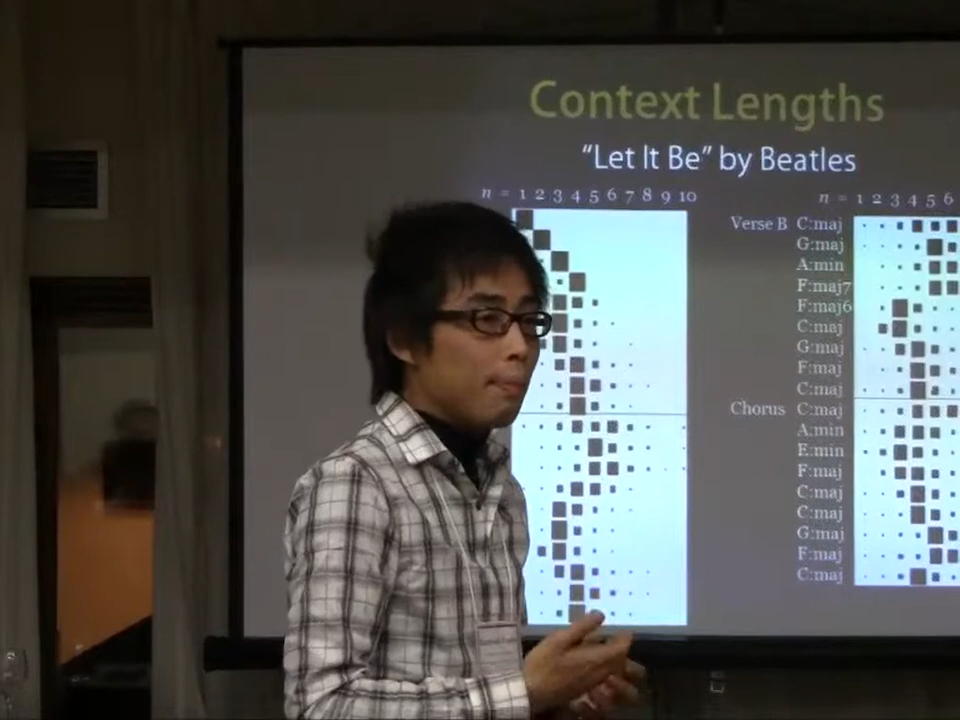 Context Lengths
“Let It Be” by Beatles
n = 1 2 3 4 5 6 7 8 9 10
n = 1 2 3 4 5 6
Verse B C:maj
G:maj
A:min
F:maj7
F:maj6
C:maj
G:maj
F:maj
C:maj
Chorus C:maj
A:min
E:min
F:maj
C:maj
C:maj
G:maj
F:maj
C:maj